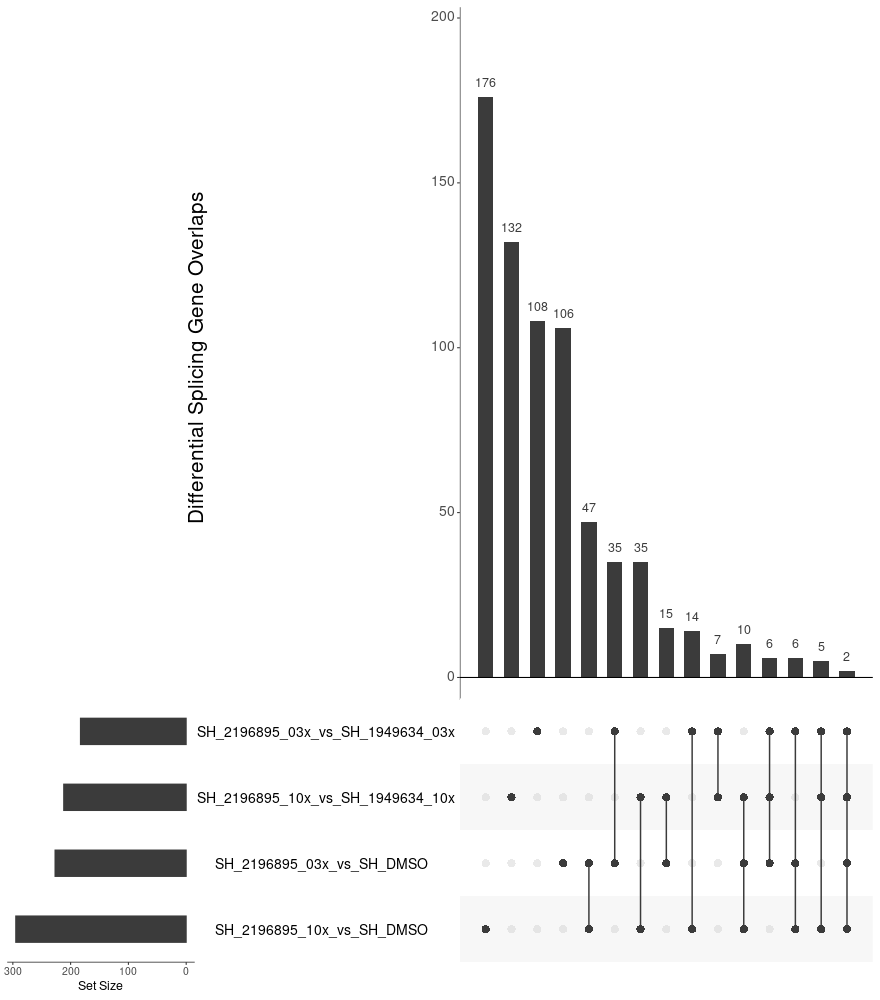 200
150
100
50
0
176
132
108
106
47
35
35
15
14
7
10
6
6
5
2
Differential Splicing Gene Overlaps
SH_2196895_03x_vs_SH_1949634_03x
SH_2196895_10x_vs_SH_1949634_10x
SH_2196895_03x_vs_SH_DMSO
SH_2196895_10x_vs_SH_DMSO
300 200 100 0
Set Size